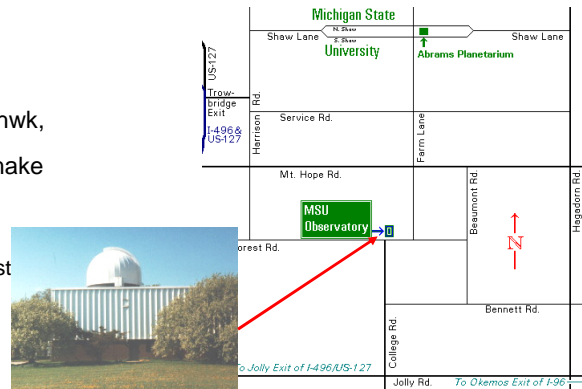 Michigan State
University
Shaw Lane
N. Shaw
S. Shaw
Shaw Lane
Abrams Planetarium
US-127
Trow-
bridge
Exit
I-496&
US-127
Harrison Rd.
Service Rd.
Farm Lane
Mt. Hope Rd.
MSU
Observatory
Beaumont Rd.
Hagadorn Rd.
N
orest Rd.
Bennett Rd.
College Rd.
o Jolly Exit of I-496/US-127
Jolly Rd.
To Okemos Exit of I-96
nwk,
nake
st